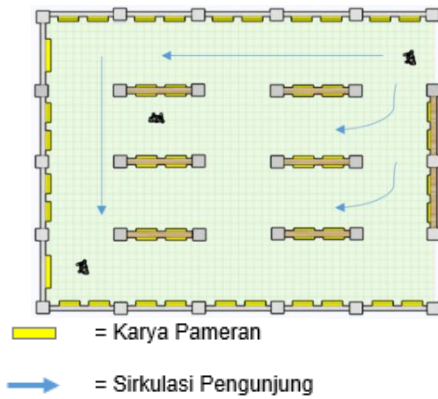 = Karya Pameran
= Sirkulasi Pengunjung